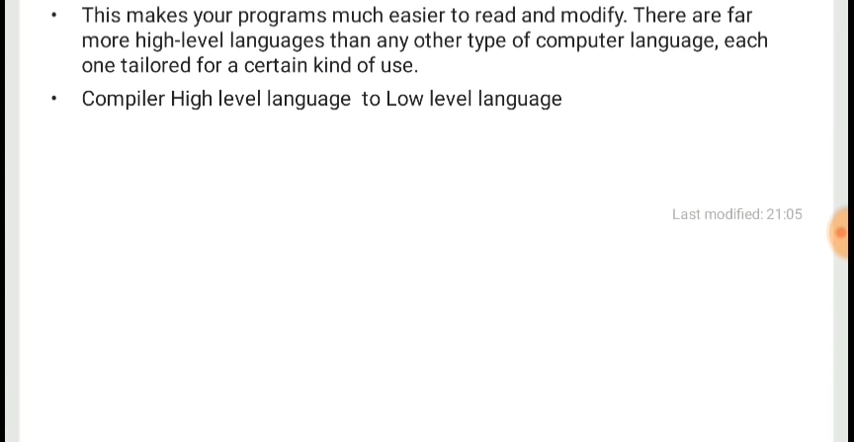 • This makes your programs much easier to read and modify. There are far
more high-level languages than any other type of computer language, each
one tailored for a certain kind of use.
• Compiler High level language  to Low level language
Last modified: 21:05